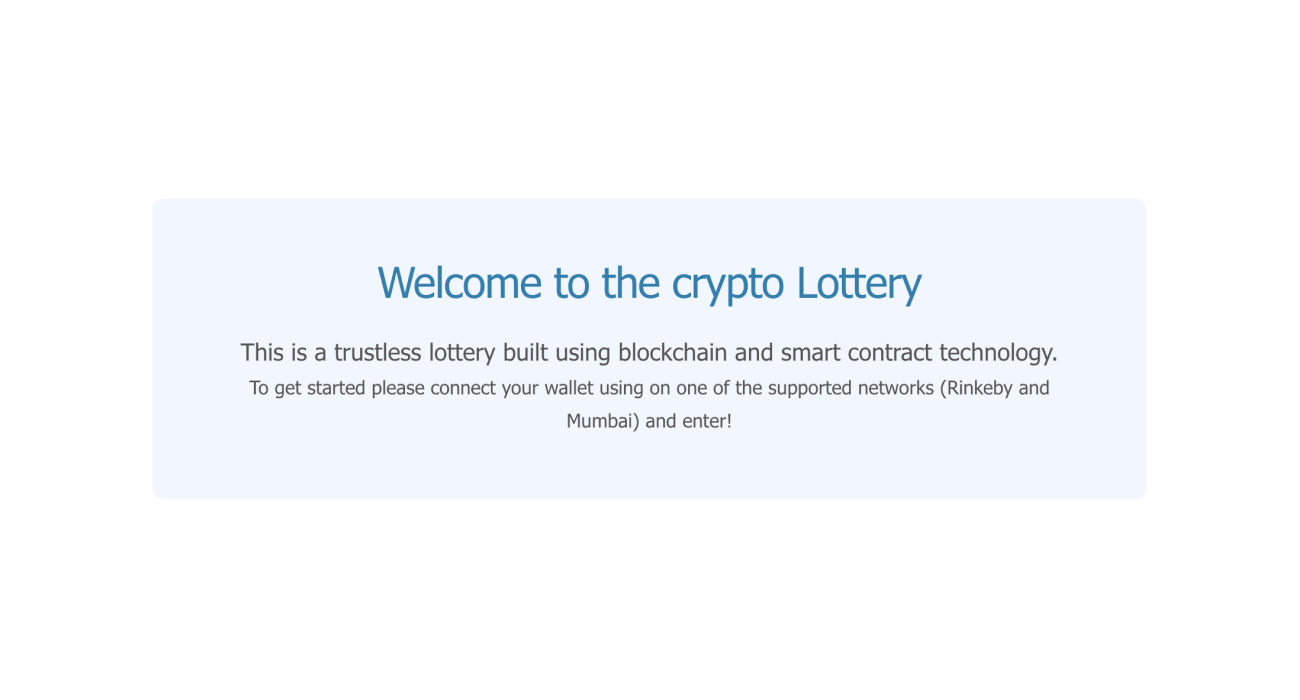 Welcome to the crypto Lottery
This is a trustless lottery built using blockchain and smart contract technology.
To get started please connect your wallet using on one of the supported networks (Rinkeby and
Mumbai) and enter!